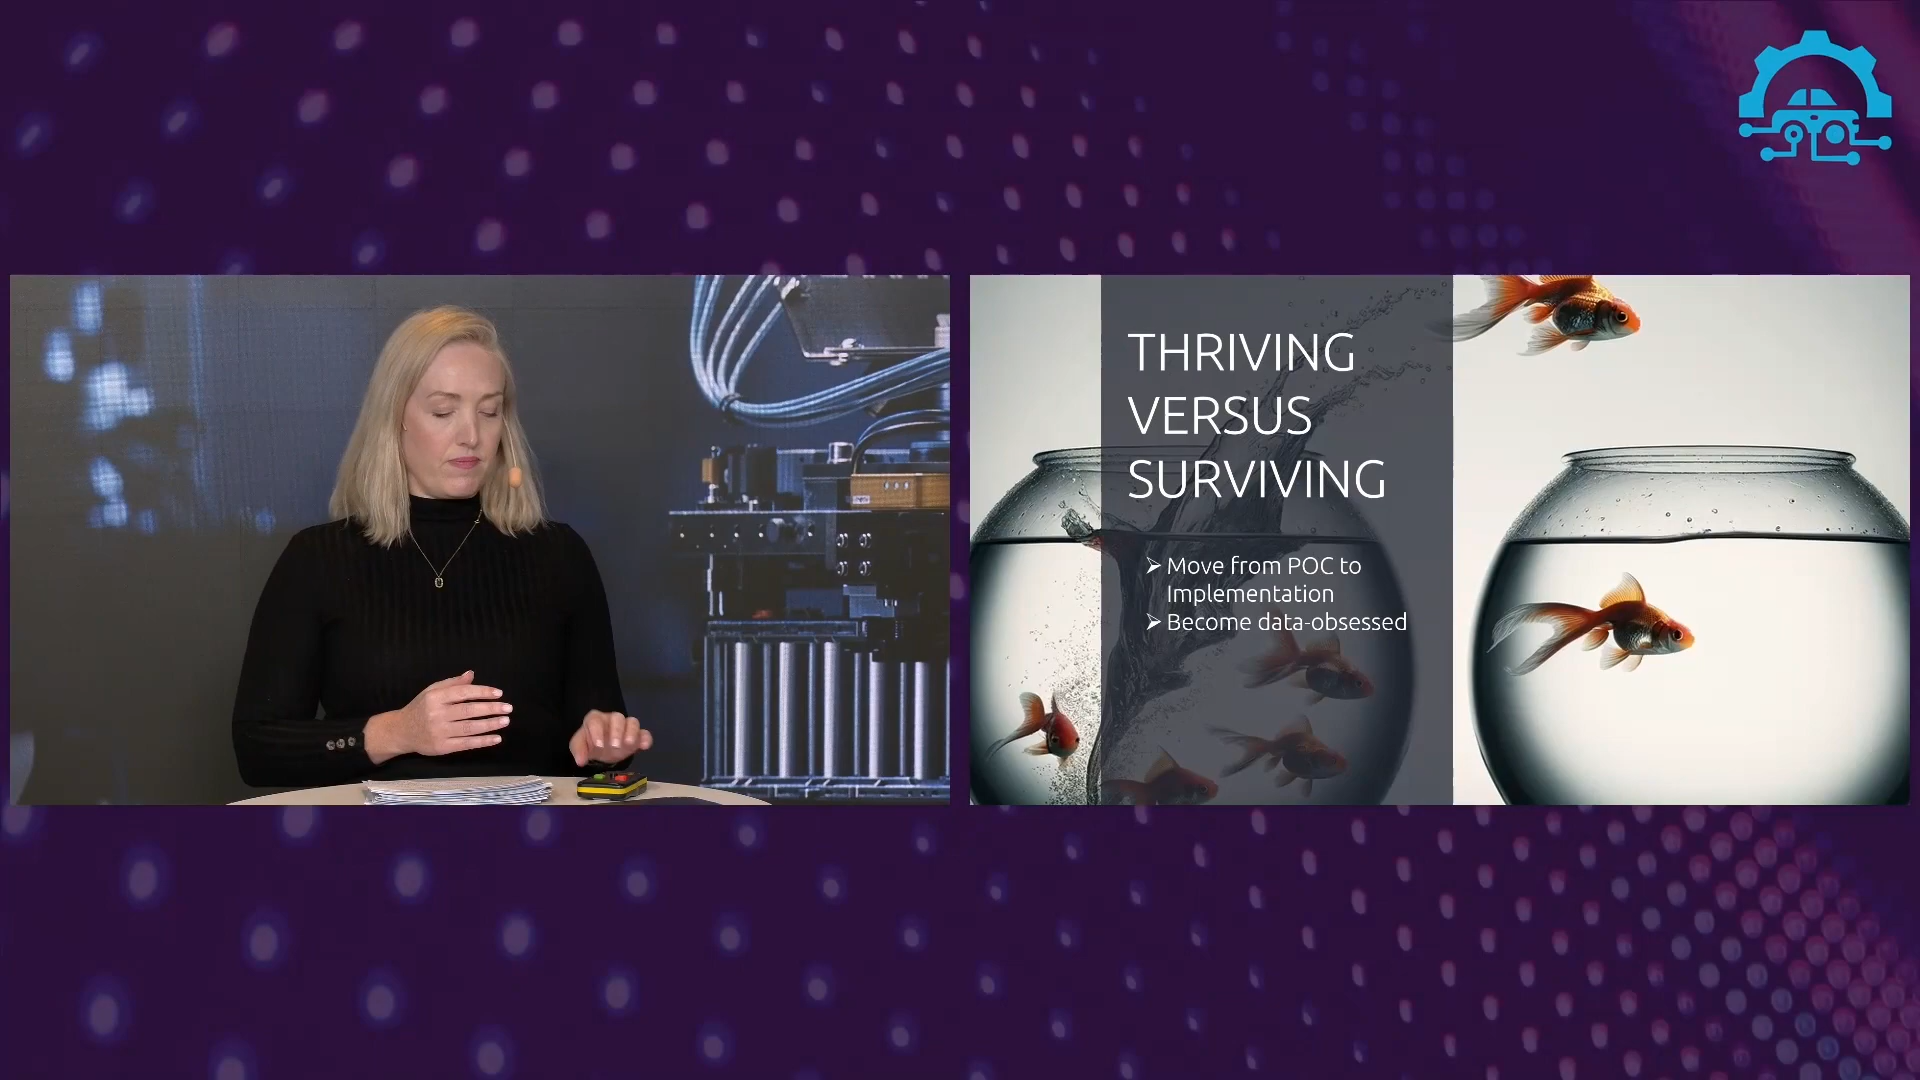 THRIVING
VERSUS
SURVIVING
➢ Move from POC to
Implementation
➢ Become data-obsessed